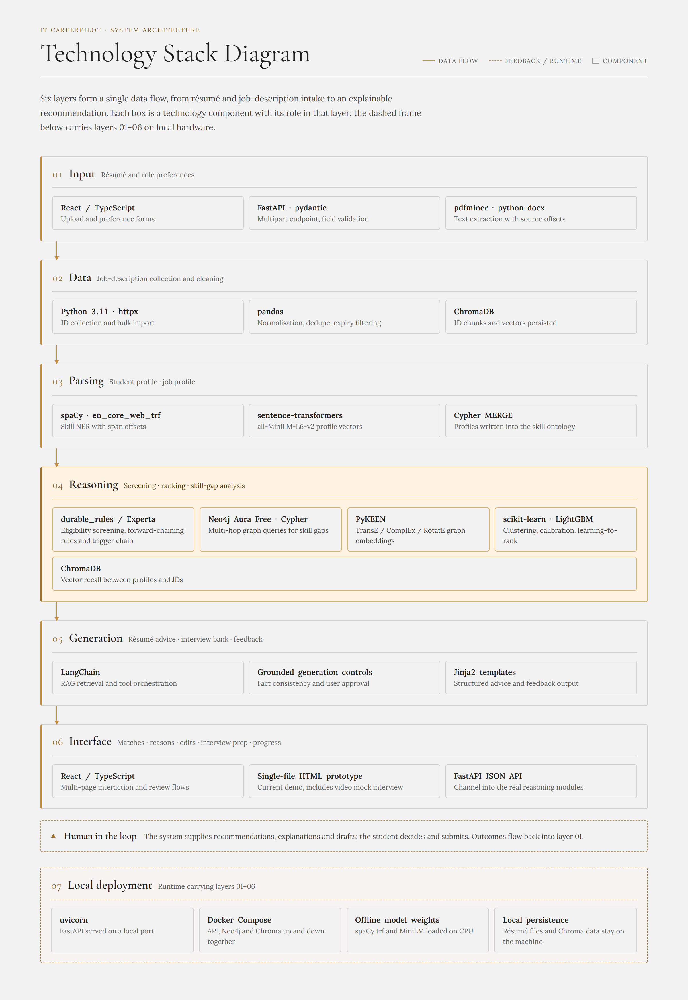 IT CAREERPILOT · SYSTEM ARCHITECTURE
Technology Stack Diagram
DATA FLOW
FEEDBACK / RUNTIME
COMPONENT
Six layers form a single data flow, from résumé and job-description intake to an explainable
recommendation. Each box is a technology component with its role in that layer; the dashed frame
below carries layers 01–06 on local hardware.
01 Input Résumé and role preferences
React / TypeScript
Upload and preference forms
FastAPI · pydantic
Multipart endpoint, field validation
pdfminer · python-docx
Text extraction with source offsets
02 Data Job-description collection and cleaning
Python 3.11 · httpx
JD collection and bulk import
pandas
Normalisation, dedupe, expiry filtering
ChromaDB
JD chunks and vectors persisted
03 Parsing Student profile · job profile
spaCy · en_core_web_trf
Skill NER with span offsets
sentence-transformers
all-MiniLM-L6-v2 profile vectors
Cypher MERGE
Profiles written into the skill ontology
04 Reasoning Screening · ranking · skill-gap analysis
durable_rules / Experta
Eligibility screening, forward-chaining
rules and trigger chain
Neo4j Aura Free · Cypher
Multi-hop graph queries for skill gaps
PyKEEN
TransE / ComplEx / RotatE graph
embeddings
scikit-learn · LightGBM
Clustering, calibration, learning-to-
rank
ChromaDB
Vector recall between profiles and JDs
05 Generation Résumé advice · interview bank · feedback
LangChain
RAG retrieval and tool orchestration
Grounded generation controls
Fact consistency and user approval
Jinja2 templates
Structured advice and feedback output
06 Interface Matches · reasons · edits · interview prep · progress
React / TypeScript
Multi-page interaction and review flows
Single-file HTML prototype
Current demo, includes video mock interview
FastAPI JSON API
Channel into the real reasoning modules
Human in the loop The system supplies recommendations, explanations and drafts; the student decides and submits. Outcomes flow back into layer 01.
07 Local deployment Runtime carrying layers 01–06
uvicorn
FastAPI served on a local port
Docker Compose
API, Neo4j and Chroma up and down
together
Offline model weights
spaCy trf and MiniLM loaded on CPU
Local persistence
Résumé files and Chroma data stay on
the machine